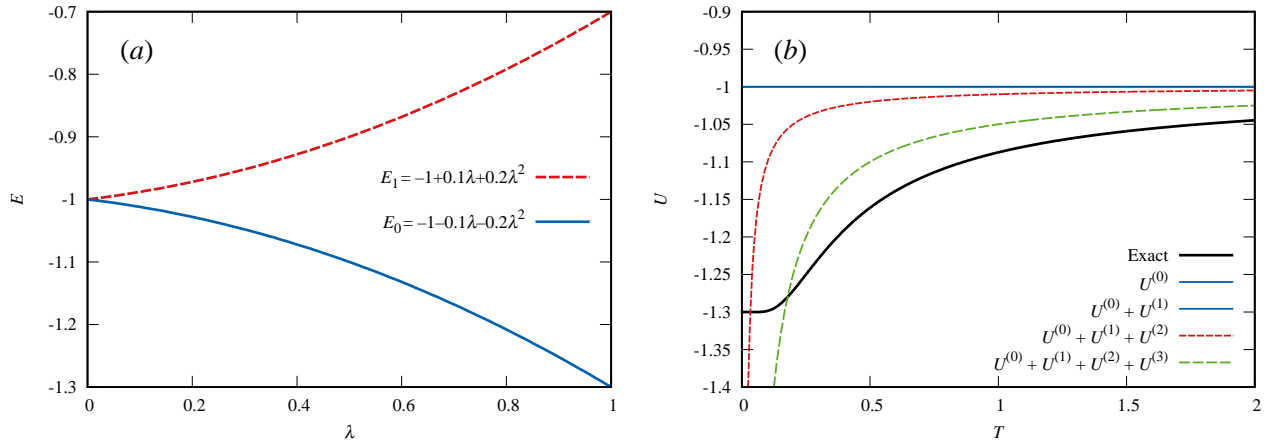 (a)
-0.7
-0.8
-0.9
-1
-1.1
-1.2
-1.3
E
0
0.2
0.4
0.6
0.8
1
λ
E₁ = −1+0.1λ+0.2λ²
E₀ = −1−0.1λ−0.2λ²
(b)
-0.9
-0.95
-1
-1.05
-1.1
-1.15
-1.2
-1.25
-1.3
-1.35
-1.4
U
0
0.5
1
1.5
2
T
Exact
U⁽⁰⁾
U⁽⁰⁾ + U⁽¹⁾
U⁽⁰⁾ + U⁽¹⁾ + U⁽²⁾
U⁽⁰⁾ + U⁽¹⁾ + U⁽²⁾ + U⁽³⁾